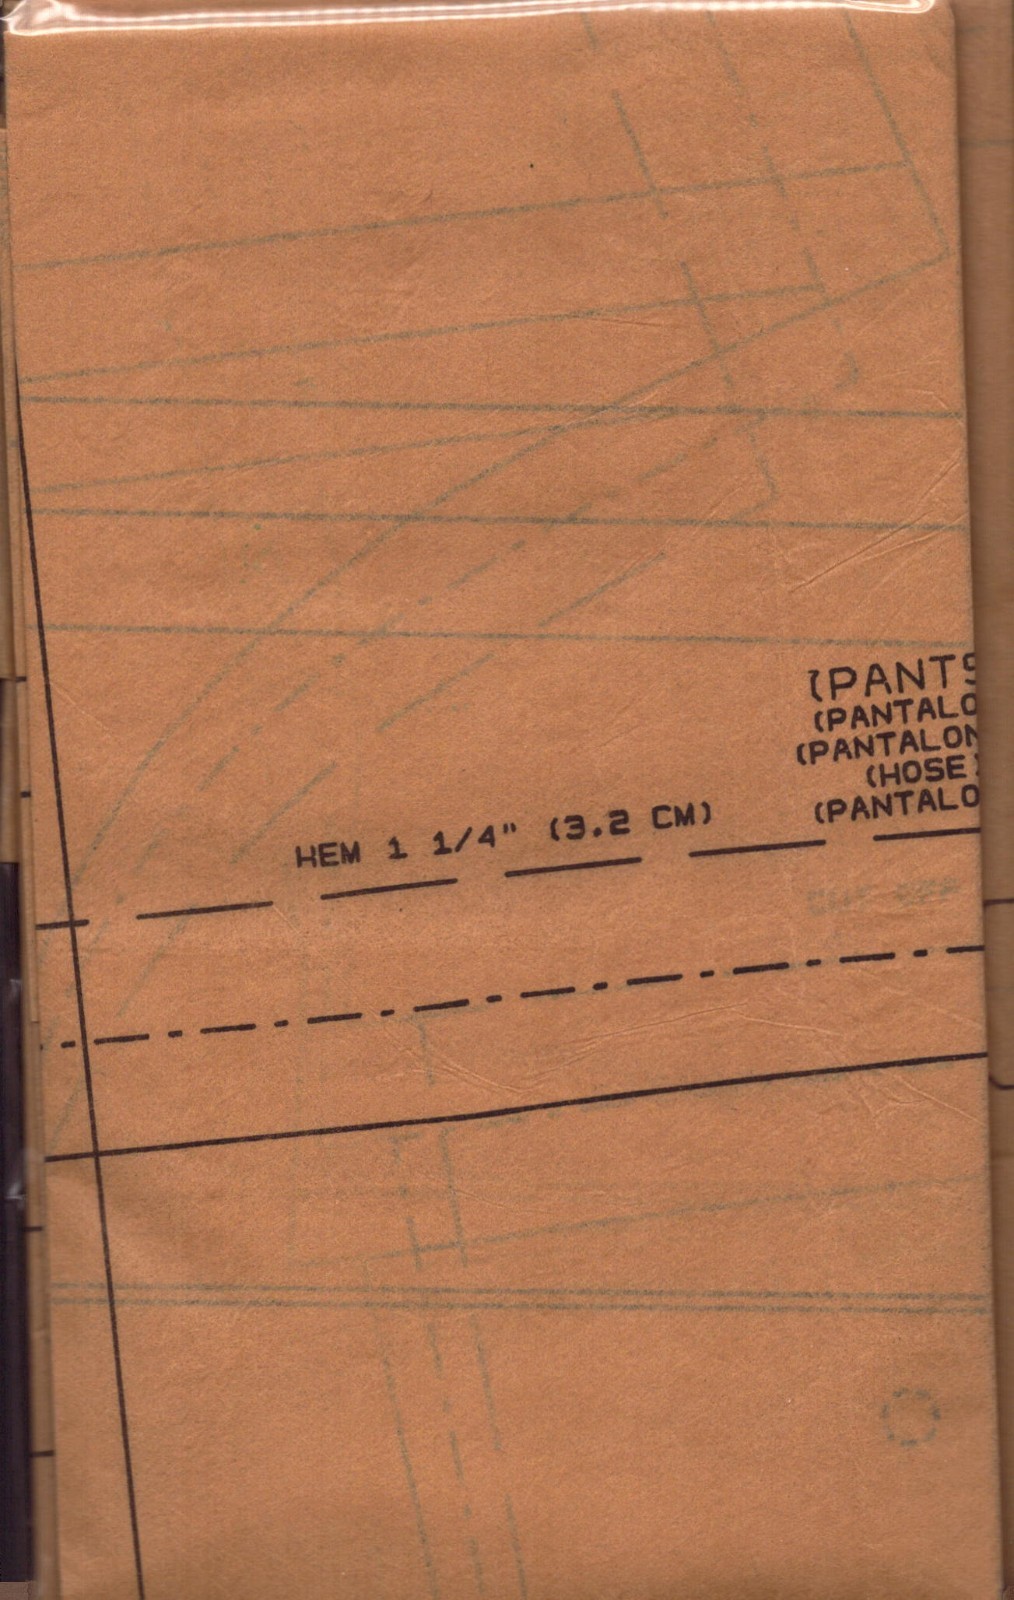 (PANTS
(PANTALO
(PANTALON
(HOSE)
(PANTALO
HEM 1 1/4" (3.2 CM)